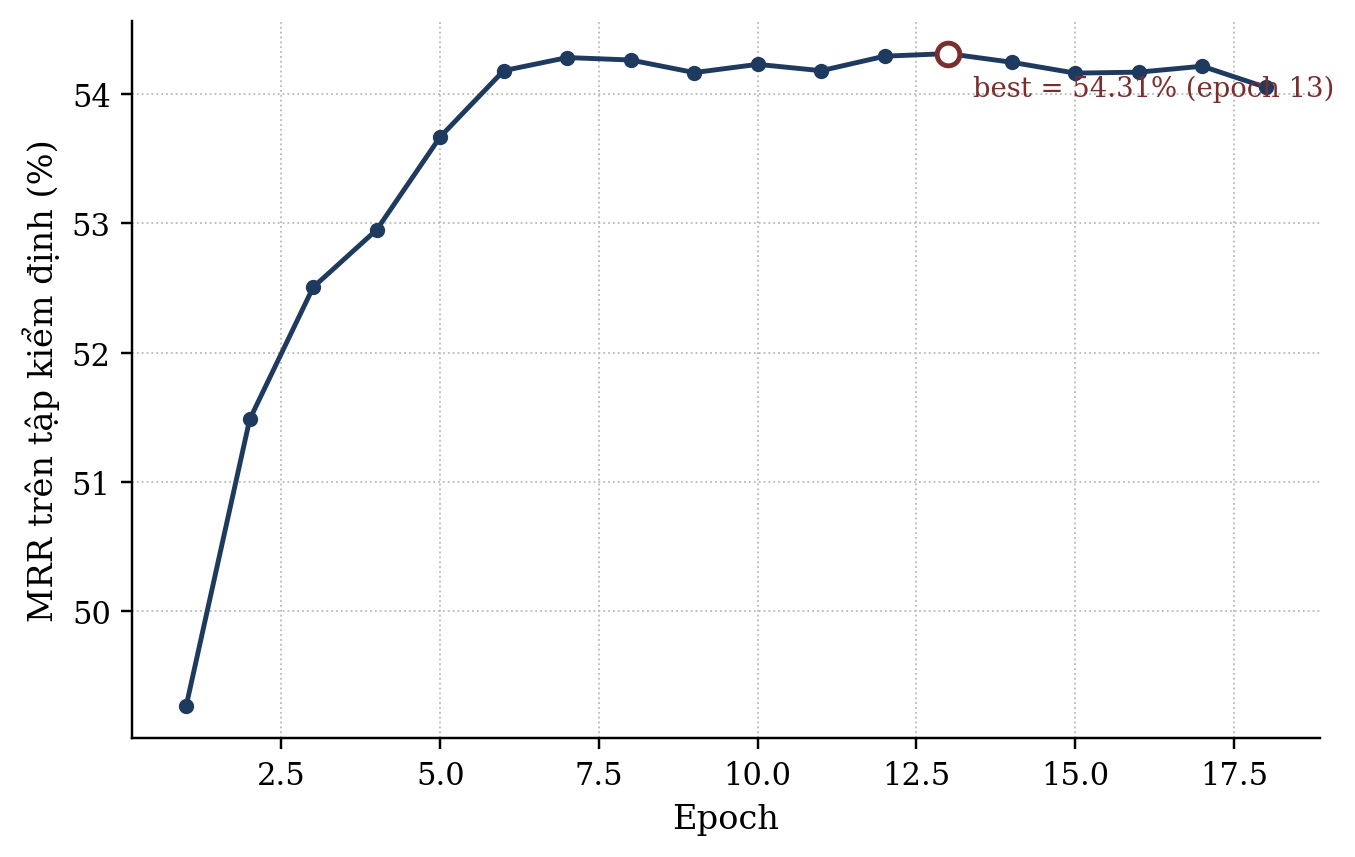 MRR trên tập kiểm định (%)
54
53
52
51
50
best = 54.31% (epoch 13)
2.5 5.0 7.5 10.0 12.5 15.0 17.5
Epoch